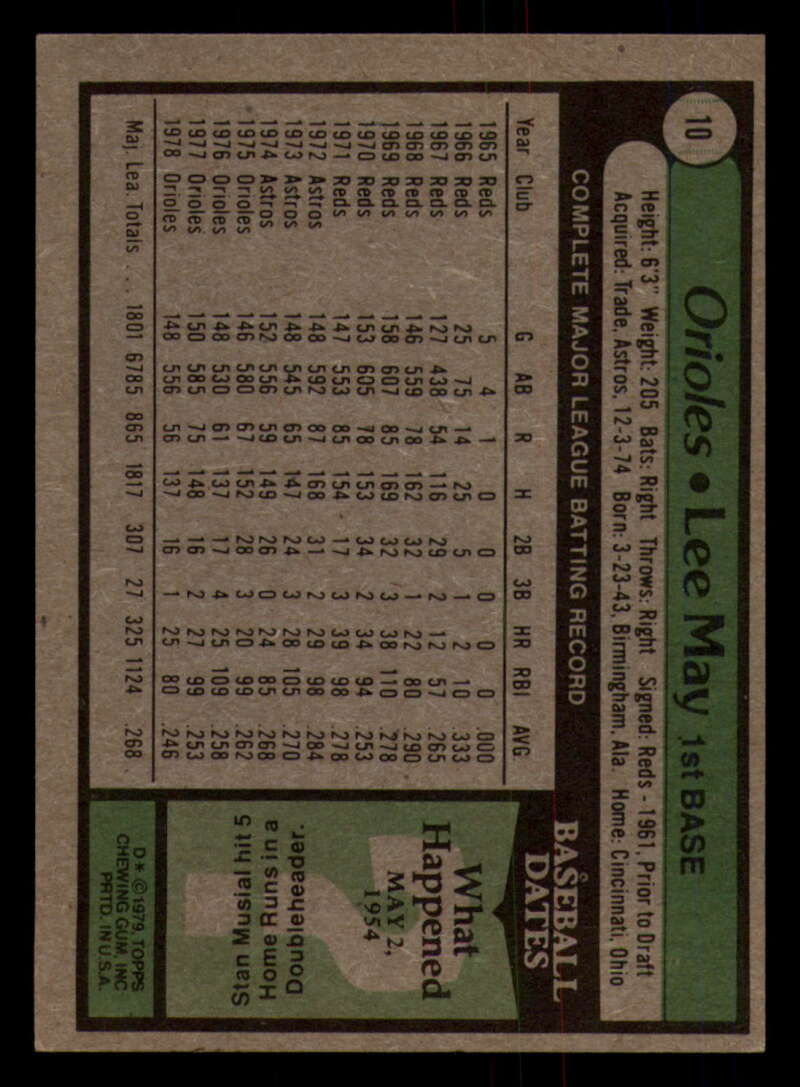 10
Orioles • Lee May 1st BASE
Height: 6'3" Weight: 205 Bats: Right Throws: Right Signed: Reds - 1961, Prior to Draft
Acquired: Trade, Astros, 12-3-74 Born: 3-23-43, Birmingham, Ala. Home: Cincinnati, Ohio
COMPLETE MAJOR LEAGUE BATTING RECORD
Year Club G AB R H 2B 3B HR RBI AVG
1965 Reds 5 4 1 0 0 0 0 0 .000
1966 Reds 25 75 14 25 5 1 2 10 .333
1967 Reds 127 438 54 116 29 2 12 57 .265
1968 Reds 146 559 78 162 32 1 22 80 .290
1969 Reds 158 607 85 169 32 3 38 110 .278
1970 Reds 153 605 78 153 34 2 34 94 .253
1971 Reds 147 553 85 154 17 3 39 98 .278
1972 Astros 148 592 87 168 31 2 29 98 .284
1973 Astros 148 545 65 147 24 3 28 105 .270
1974 Astros 152 556 59 149 26 0 24 85 .268
1975 Orioles 146 580 67 152 28 3 20 99 .262
1976 Orioles 148 530 61 137 17 4 25 109 .258
1977 Orioles 150 585 75 148 16 2 27 99 .253
1978 Orioles 148 556 56 137 16 1 25 80 .246
Maj. Lea Totals . . . 1801 6785 865 1817 307 27 325 1124 .268
BASEBALL
DATES
What
Happened
MAY 2,
1954
Stan Musial hit 5
Home Runs in a
Doubleheader.
D* ©1979, TOPPS
CHEWING GUM, INC
PRTD. IN U.S.A.